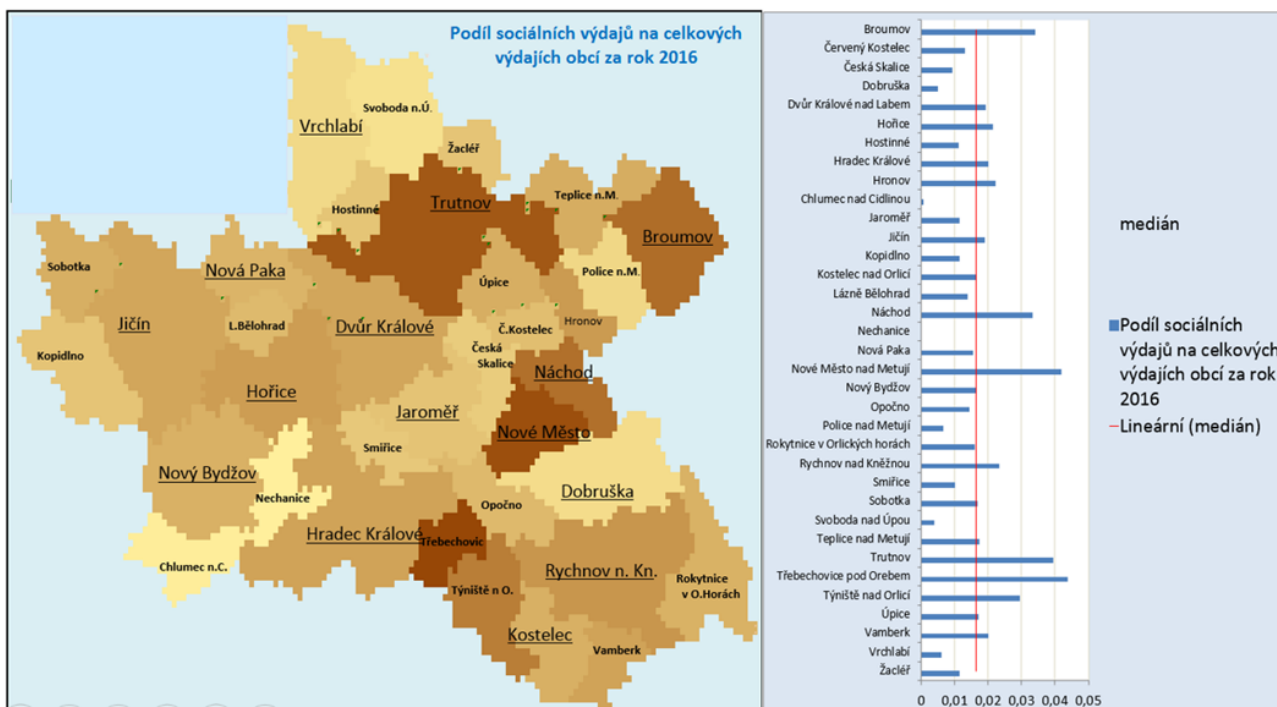 Podíl sociálních výdajů na celkových
výdajích obcí za rok 2016
Svoboda n.Ú.
Vrchlabí
Žacléř
Hostinné
Trutnov
Teplice n.M.
Broumov
Police n.M.
Sobotka
Nová Paka
Úpice
Jičín
L.Bělohrad
Dvůr Králové
Č.Kostelec
Hronov
Kopidlno
Česká
Skalice
Náchod
Hořice
Jaroměř
Nové Město
Smiřice
Nový Bydžov
Nechanice
Dobruška
Opočno
Hradec Králové
Třebechovic
Chlumec n.C.
Týniště n O.
Rychnov n. Kn.
Rokytnice
v O.Horách
Kostelec
Vamberk
Broumov
Červený Kostelec
Česká Skalice
Dobruška
Dvůr Králové nad Labem
Hořice
Hostinné
Hradec Králové
Hronov
Chlumec nad Cidlinou
Jaroměř
Jičín
Kopidlno
Kostelec nad Orlicí
Lázně Bělohrad
Náchod
Nechanice
Nová Paka
Nové Město nad Metují
Nový Bydžov
Opočno
Police nad Metují
Rokytnice v Orlických horách
Rychnov nad Kněžnou
Smiřice
Sobotka
Svoboda nad Úpou
Teplice nad Metují
Trutnov
Třebechovice pod Orebem
Týniště nad Orlicí
Úpice
Vamberk
Vrchlabí
Žacléř
0 0,01 0,02 0,03 0,04 0,05
medián
Podíl sociálních
výdajů na celkových
výdajích obcí za rok
2016
Lineární (medián)